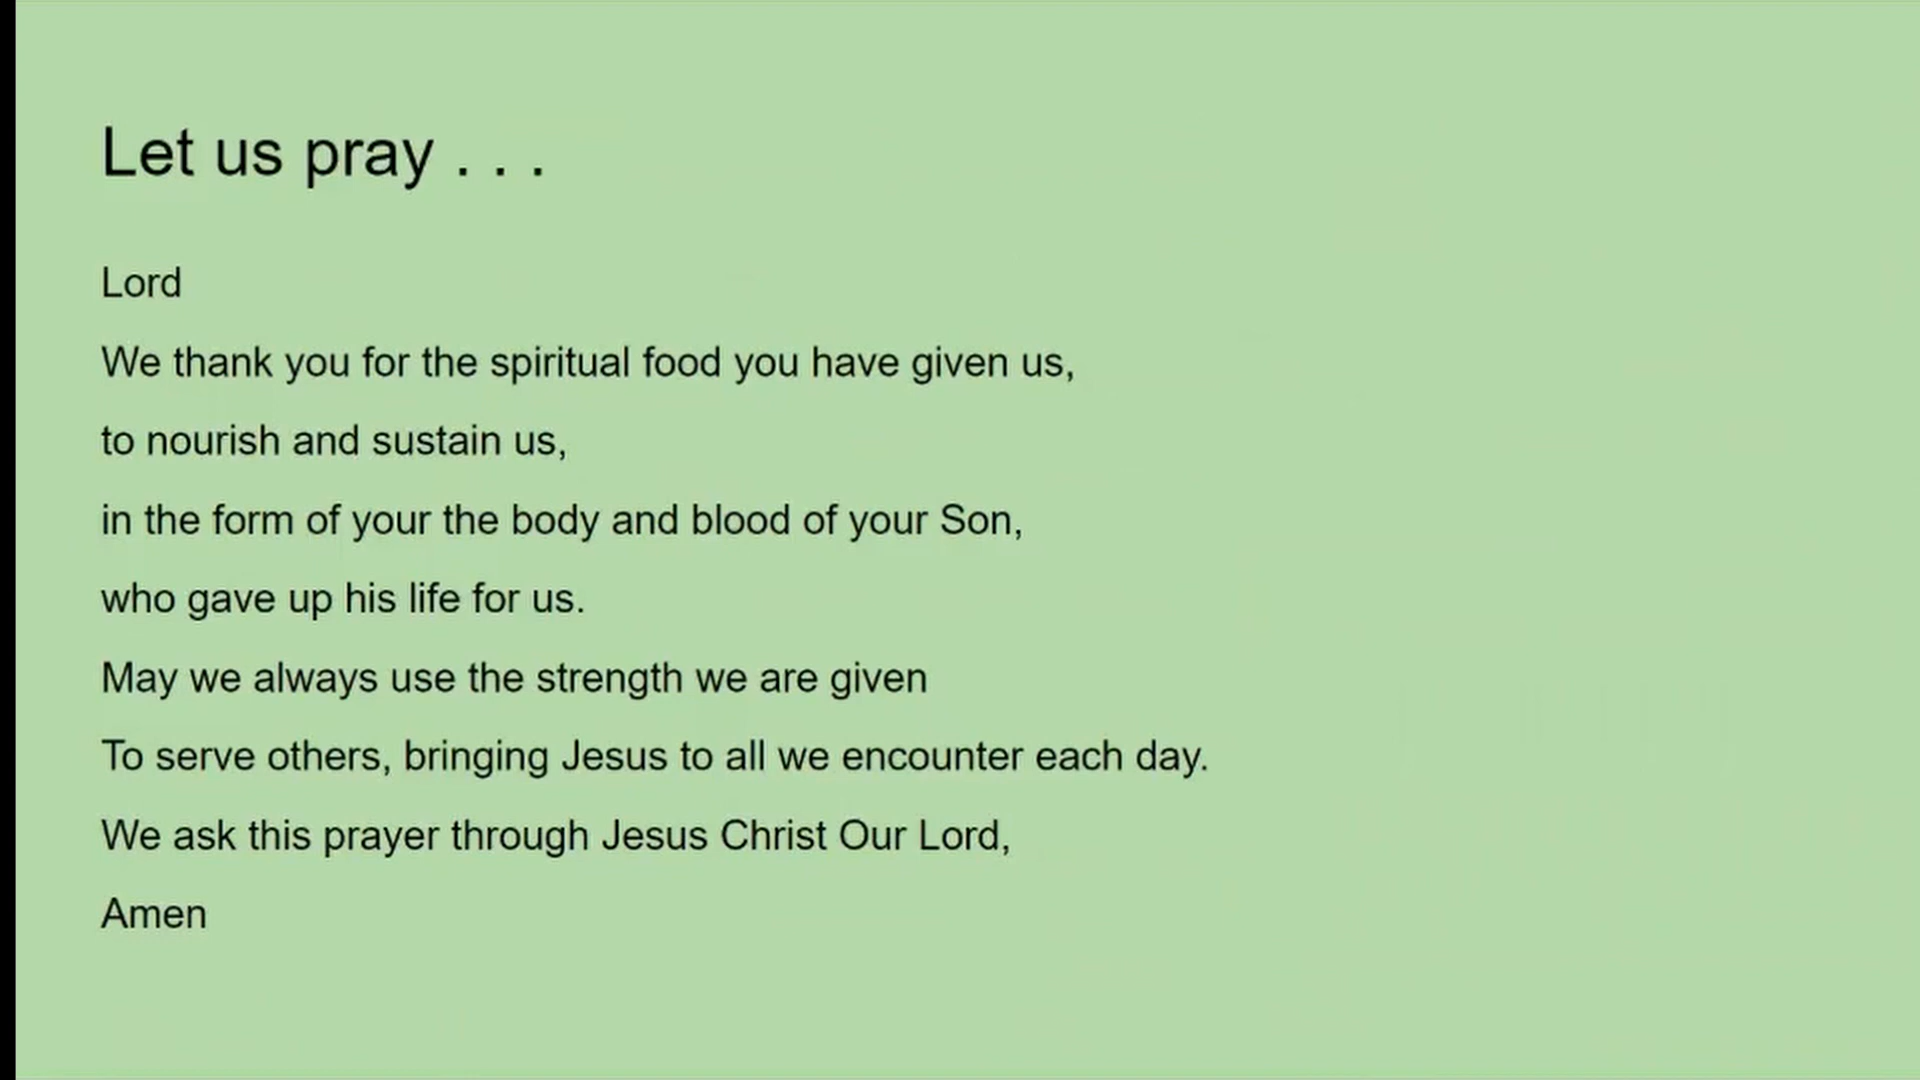 Let us pray . . .
Lord
We thank you for the spiritual food you have given us,
to nourish and sustain us,
in the form of your the body and blood of your Son,
who gave up his life for us.
May we always use the strength we are given
To serve others, bringing Jesus to all we encounter each day.
We ask this prayer through Jesus Christ Our Lord,
Amen